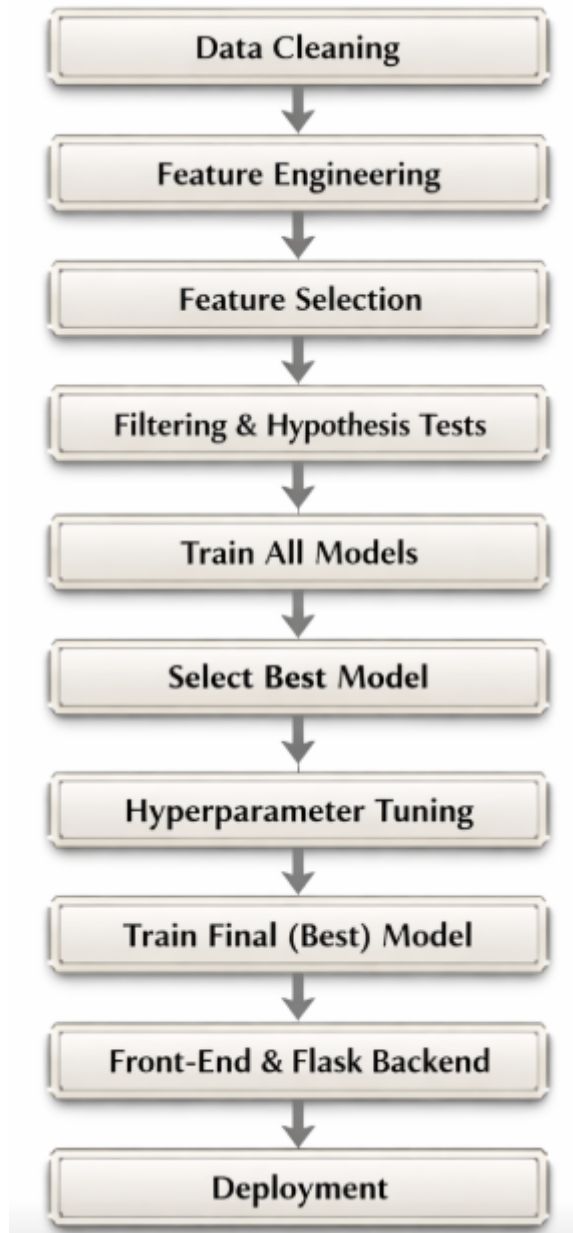 Data Cleaning
Feature Engineering
Feature Selection
Filtering & Hypothesis Tests
Train All Models
Select Best Model
Hyperparameter Tuning
Train Final (Best) Model
Front-End & Flask Backend
Deployment